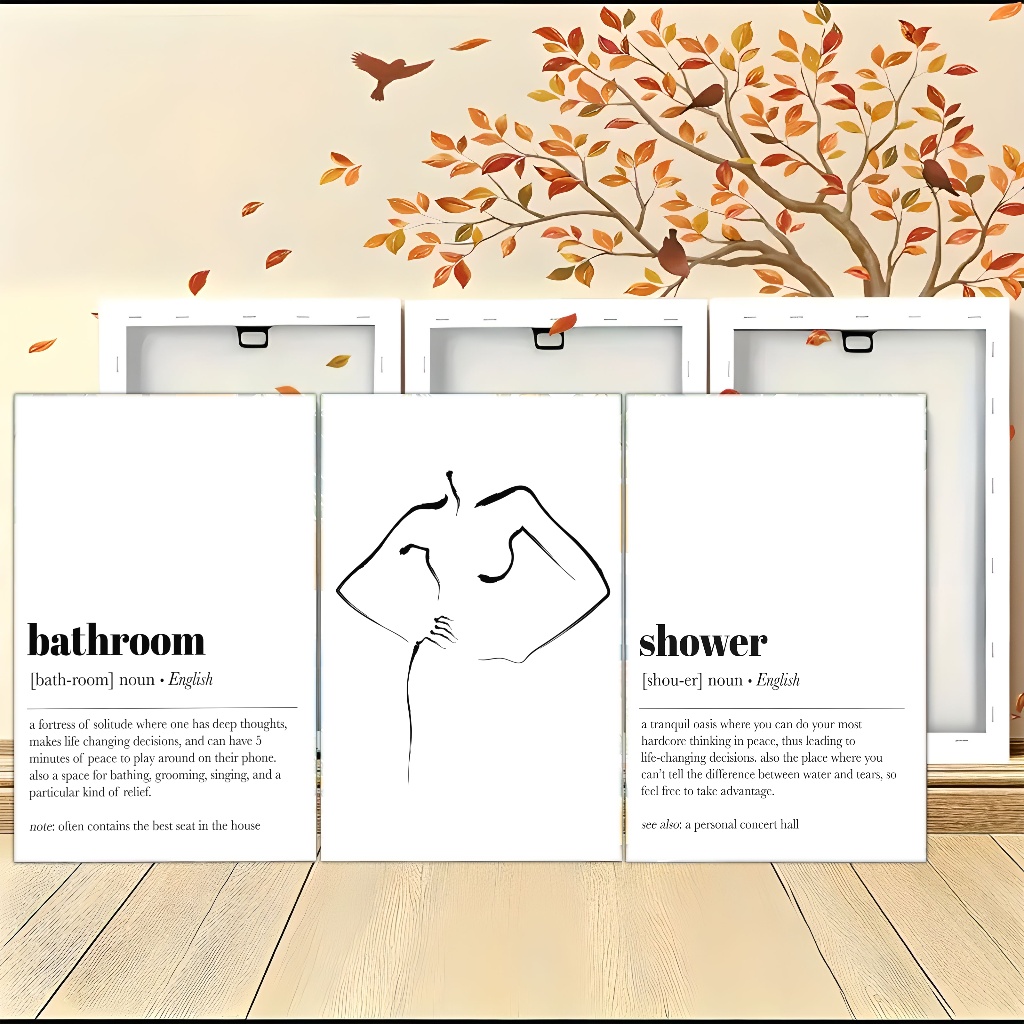 bathroom
[bath-room] noun • English
a fortress of solitude where one has deep thoughts,
makes life changing decisions, and can have 5
minutes of peace to play around on their phone.
also a space for bathing, grooming, singing, and a
particular kind of relief.
note: often contains the best seat in the house
shower
[shou-er] noun • English
a tranquil oasis where you can do your most
hardcore thinking in peace, thus leading to
life-changing decisions. also the place where you
can't tell the difference between water and tears, so
feel free to take advantage.
see also: a personal concert hall